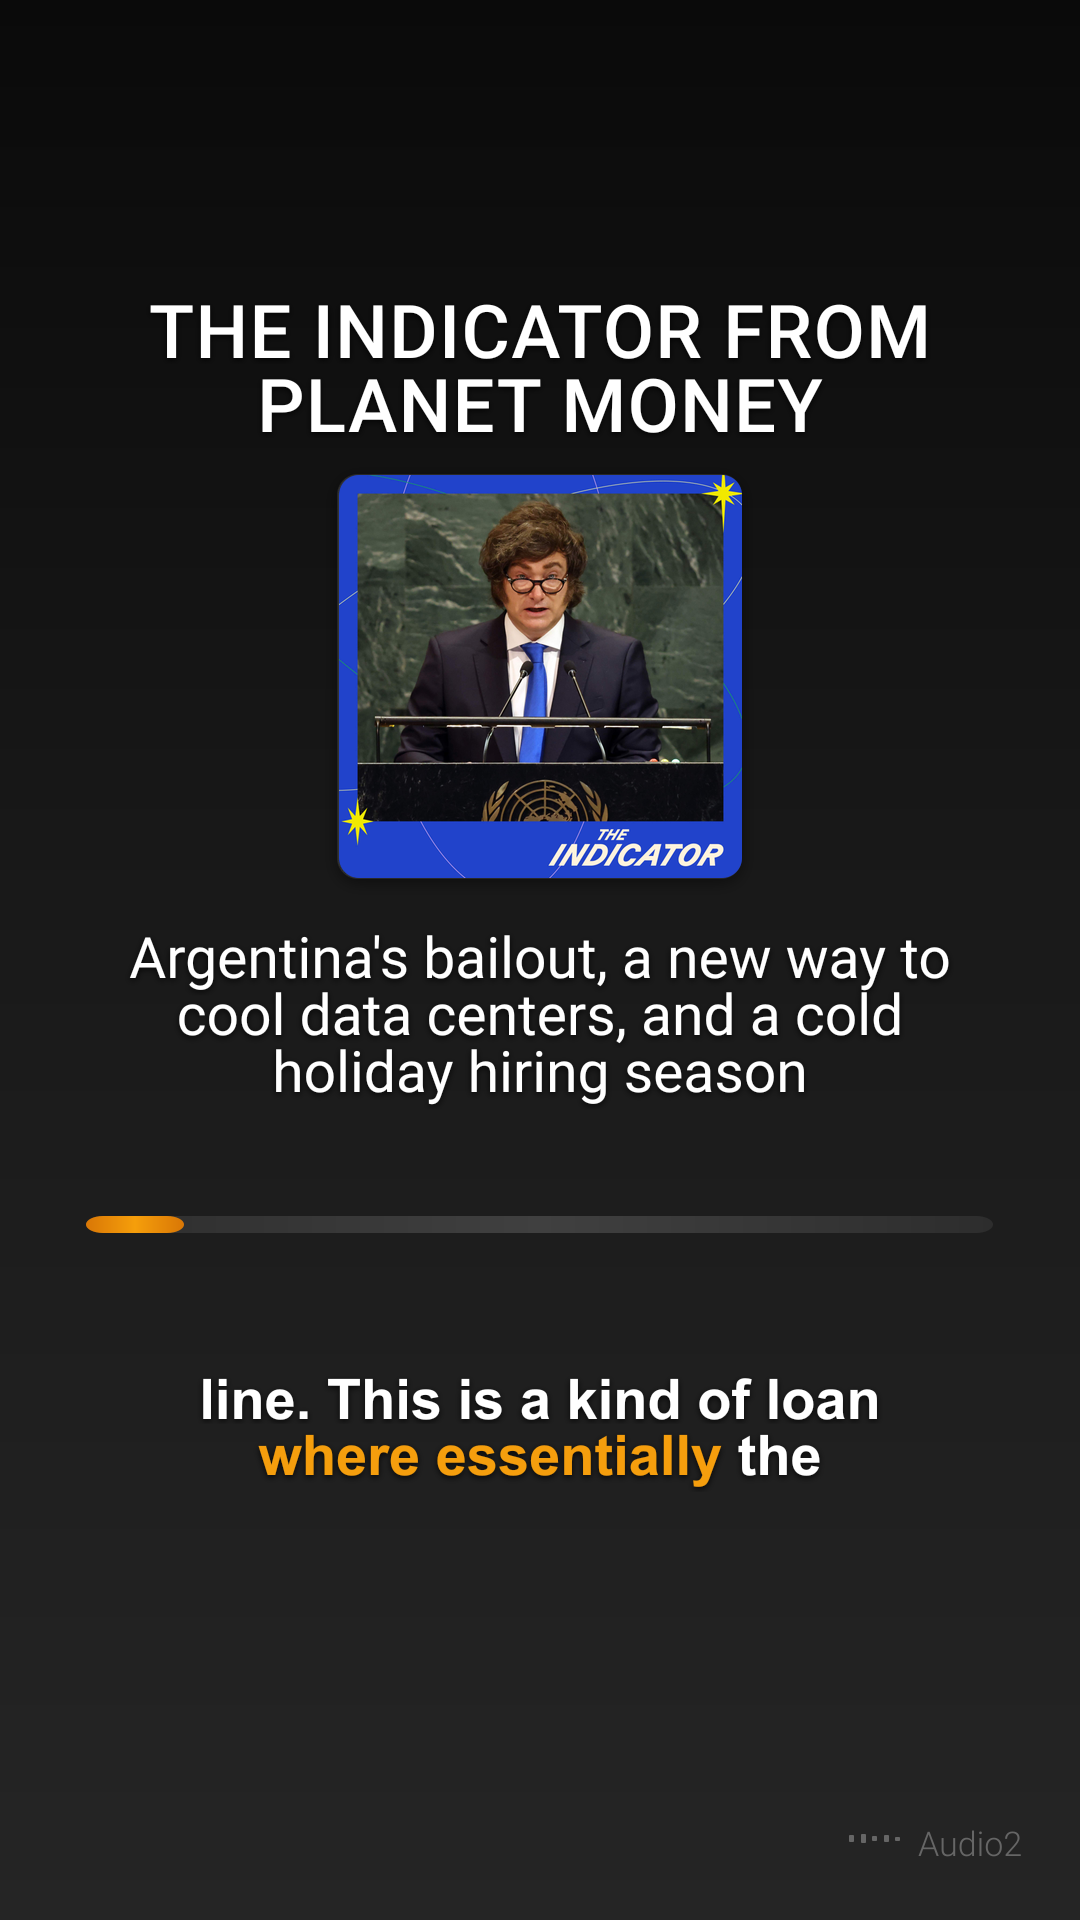 THE INDICATOR FROM
PLANET MONEY
THE
INDICATOR
Argentina's bailout, a new way to
cool data centers, and a cold
holiday hiring season
line. This is a kind of loan
where essentially the
Audio2